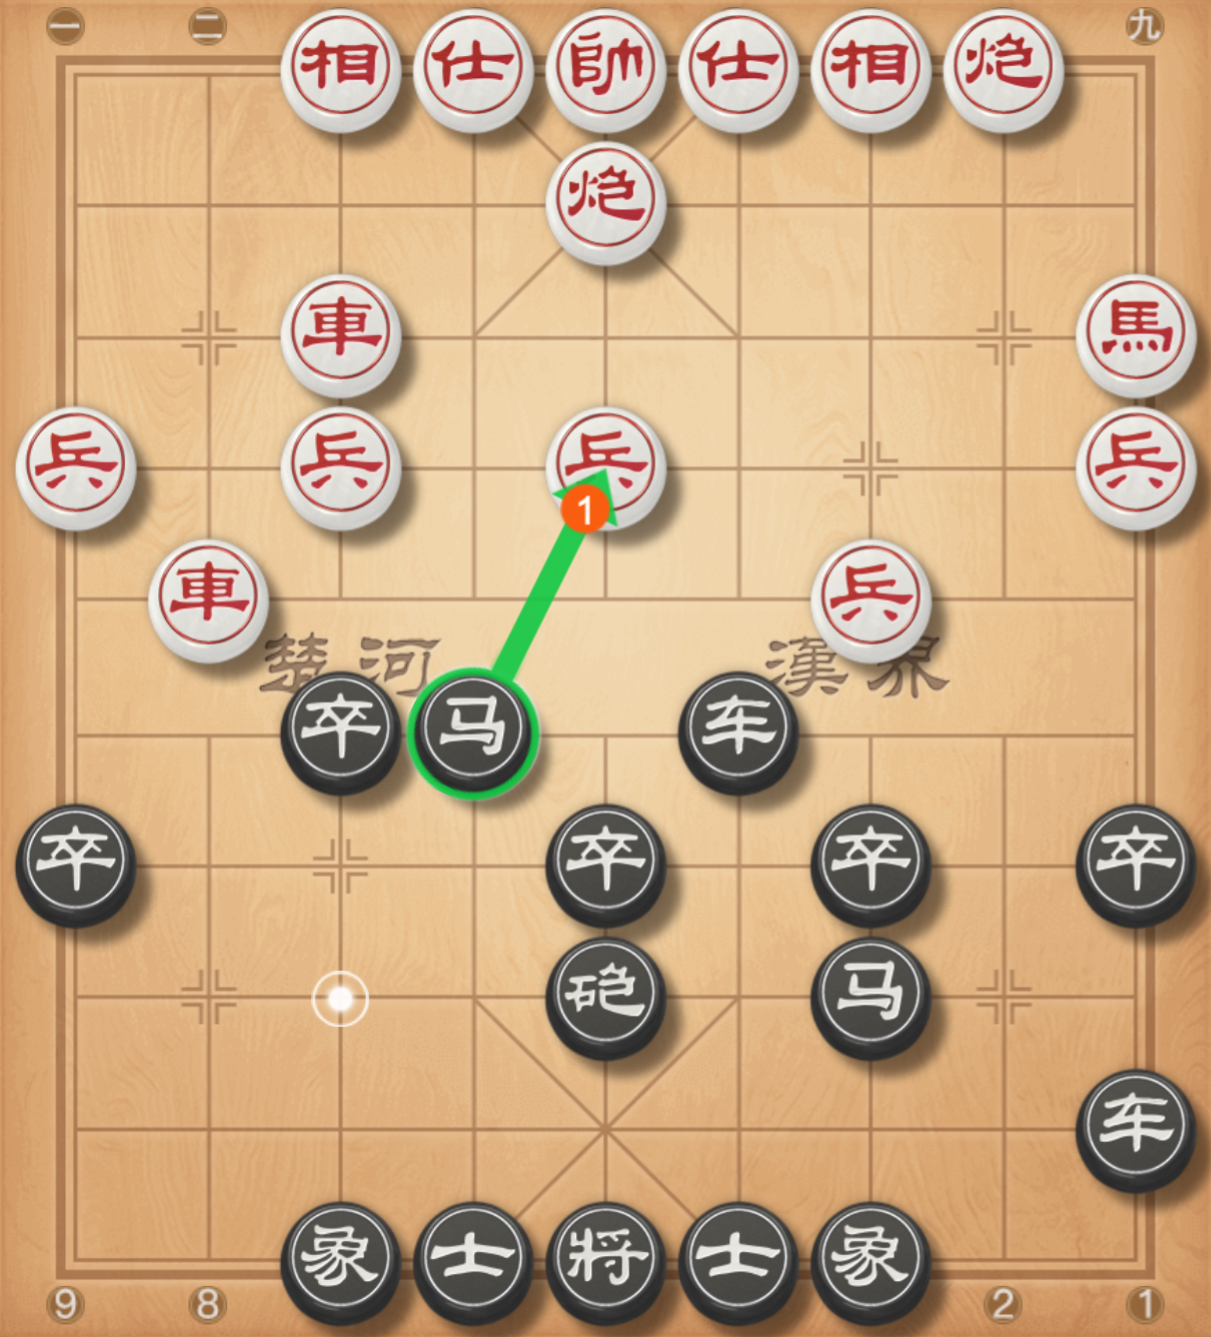 一 二 相 仕 帥 仕 相 炮 九
炮
車 馬
兵 兵 兵 兵
1
車 兵
楚 河 漢 界
卒 马 车
卒 卒 卒 卒
砲 马
车
象 士 將 士 象
9 8 2 1